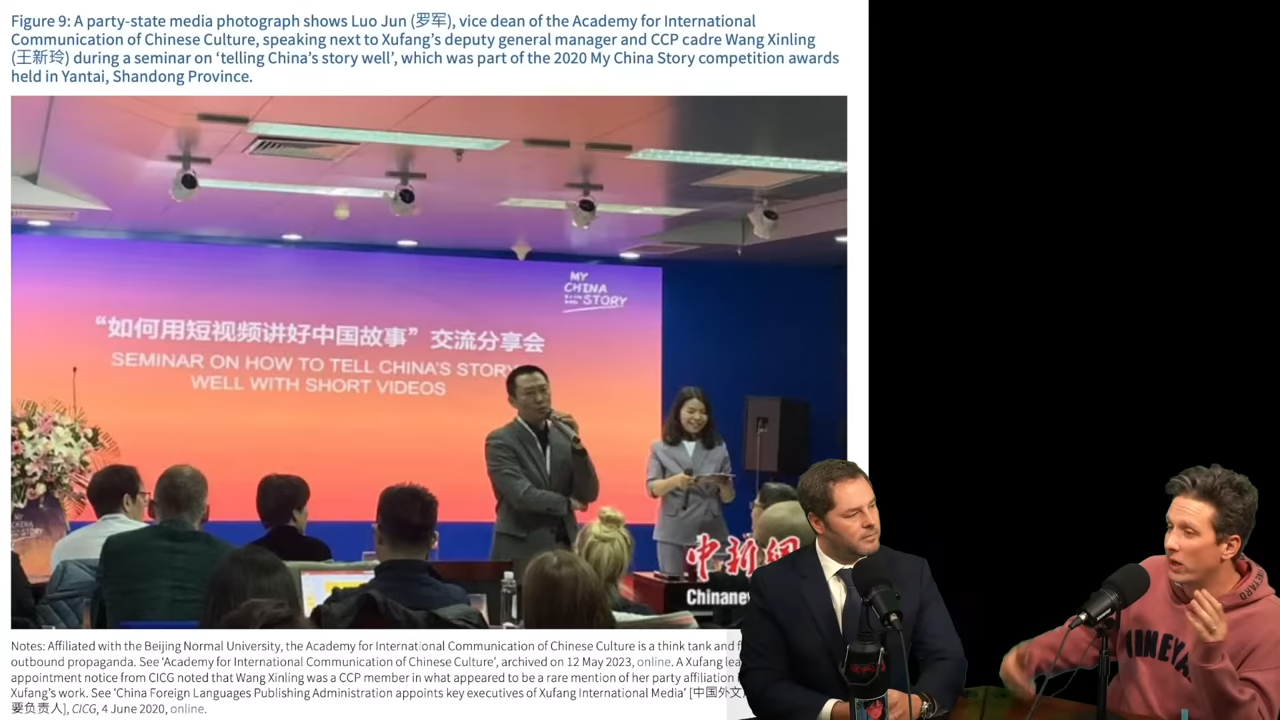 Figure 9: A party-state media photograph shows Luo Jun (罗军), vice dean of the Academy for International
Communication of Chinese Culture, speaking next to Xufang's deputy general manager and CCP cadre Wang Xinling
(王新玲) during a seminar on 'telling China's story well', which was part of the 2020 My China Story competition awards
held in Yantai, Shandong Province.
MY
CHINA
STORY
“如何用短视频讲好中国故事”交流分享会
SEMINAR ON HOW TO TELL CHINA'S STORY
WELL WITH SHORT VIDEOS
MY
CHINA
STORY
中新网
Chinane
Notes: Affiliated with the Beijing Normal University, the Academy for International Communication of Chinese Culture is a think tank and f
outbound propaganda. See 'Academy for International Communication of Chinese Culture', archived on 12 May 2023, online. A Xufang lea
appointment notice from CICG noted that Wang Xinling was a CCP member in what appeared to be a rare mention of her party affiliation
Xufang's work. See 'China Foreign Languages Publishing Administration appoints key executives of Xufang International Media' [中国外文
要负责人], CICG, 4 June 2020, online.